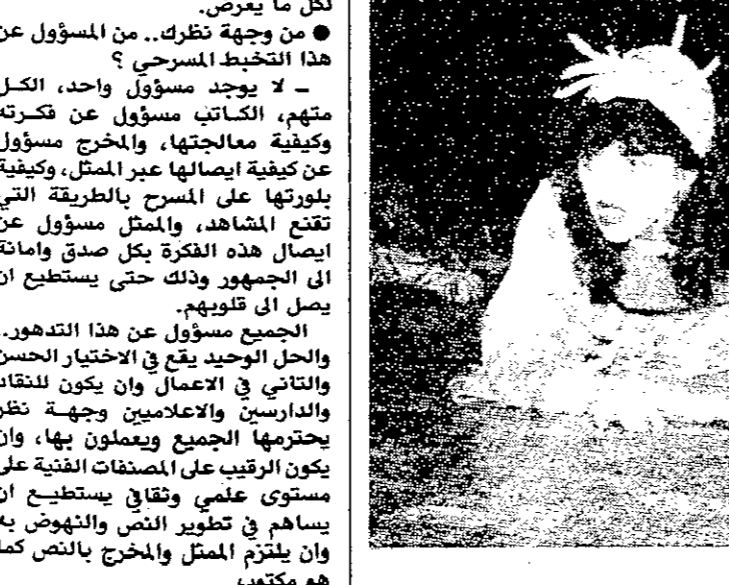 لكل ما يعرض.
● من وجهة نظرك.. من المسؤول عن
هذا التخبط المسرحي ؟
ـ لا يوجد مسؤول واحد، الكل
متهم، الكاتب مسؤول عن فكرته
وكيفية معالجتها، والمخرج مسؤول
عن كيفية ايصالها عبر الممثل، وكيفية
بلورتها على المسرح بالطريقة التي
تقنع المشاهد، والممثل مسؤول عن
ايصال هذه الفكرة بكل صدق وامانة
الى الجمهور وذلك حتى يستطيع ان
يصل الى قلوبهم.
الجميع مسؤول عن هذا التدهور..
والحل الوحيد يقع في الاختيار الحسن
والتاني في الاعمال وان يكون للنقاد
والدارسين والاعلاميين وجهة نظر
يحترمها الجميع ويعملون بها، وان
يكون الرقيب على المصنفات الفنية على
مستوى علمي وثقافي يستطيع ان
يساهم في تطوير النص والنهوض به
وان يلتزم الممثل والمخرج بالنص كما
هو مكتوب،